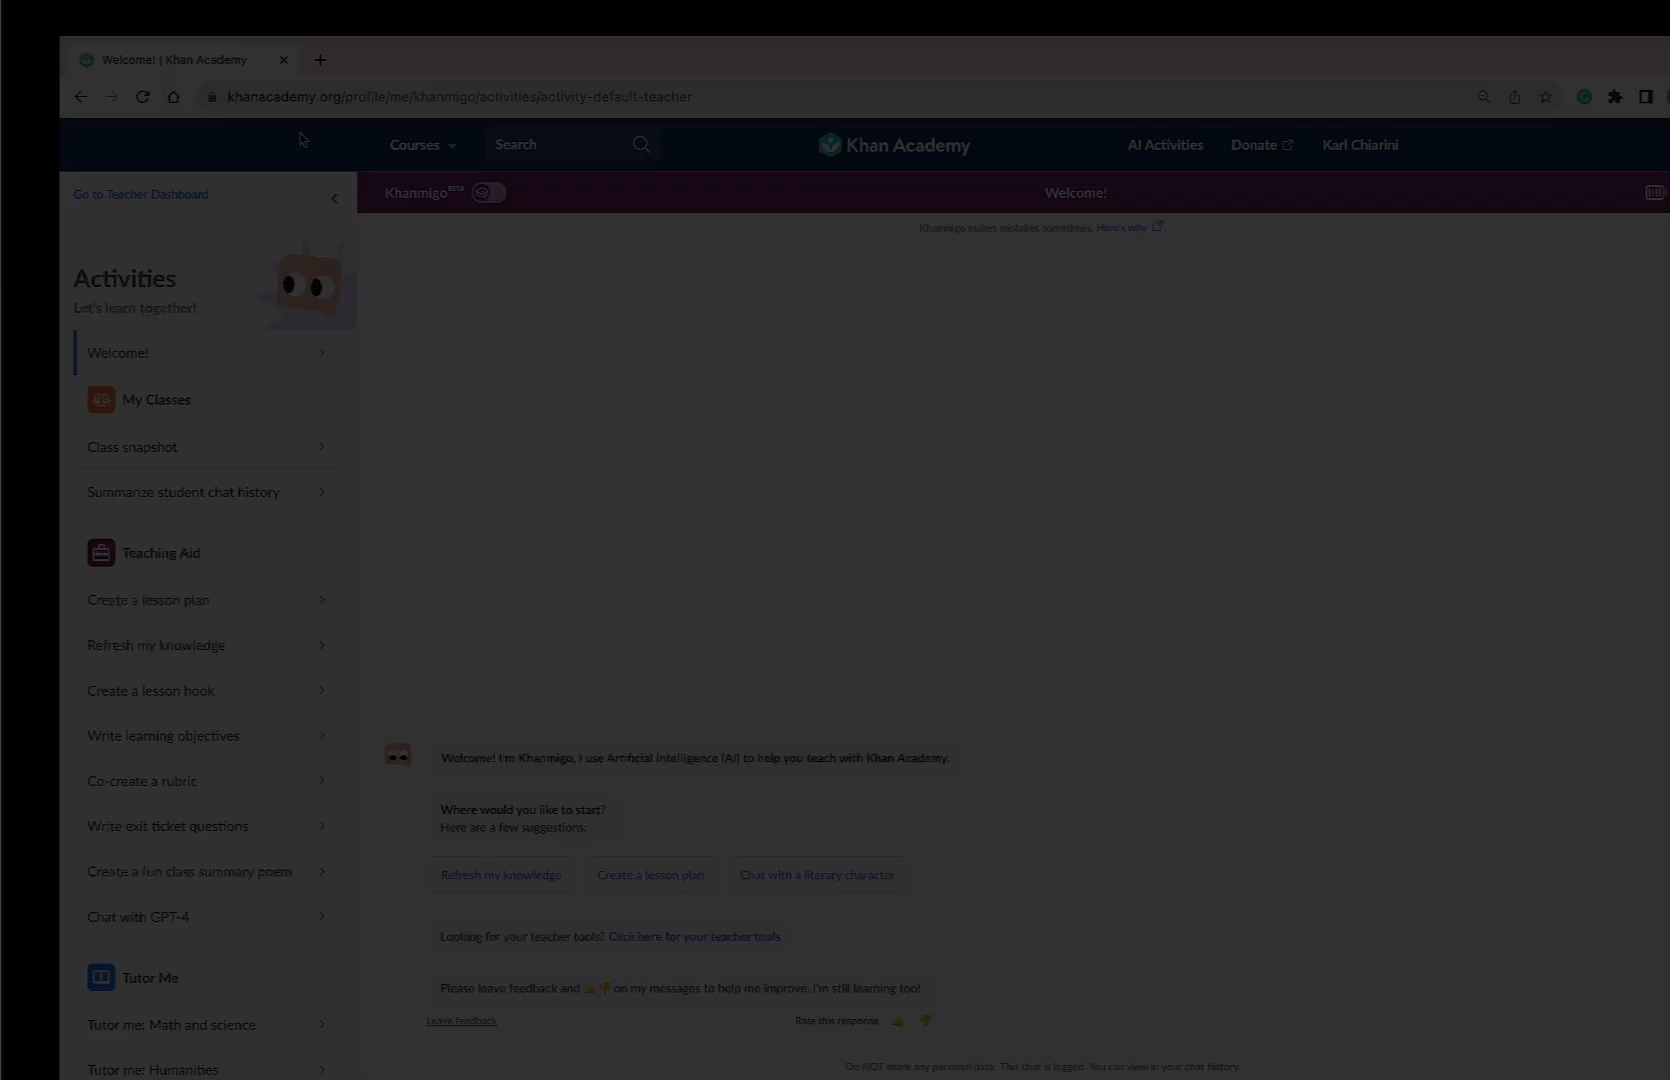 Welcome! | Khan Academy
khanacademy.org/profile/me/khanmigo/activities/activity-default-teacher
Courses
Search
Khan Academy
AI Activities
Donate
Karl Chiarini
Go to Teacher Dashboard
Khanmigo BETA
Welcome!
Khanmigo makes mistakes sometimes. Here's why
Activities
Let's learn together!
Welcome!
My Classes
Class snapshot
Summarize student chat history
Teaching Aid
Create a lesson plan
Refresh my knowledge
Create a lesson hook
Write learning objectives
Co-create a rubric
Write exit ticket questions
Create a fun class summary poem
Chat with GPT-4
Tutor Me
Tutor me: Math and science
Tutor me: Humanities
Welcome! I'm Khanmigo, I use Artificial Intelligence (AI) to help you teach with Khan Academy.
Where would you like to start?
Here are a few suggestions:
Refresh my knowledge
Create a lesson plan
Chat with a literary character
Looking for your teacher tools? Click here for your teacher tools
Please leave feedback and 👍👎 on my messages to help me improve. I'm still learning too!
Leave feedback
Rate this response
Do NOT share any personal data. This chat is logged. You can view in your chat history.